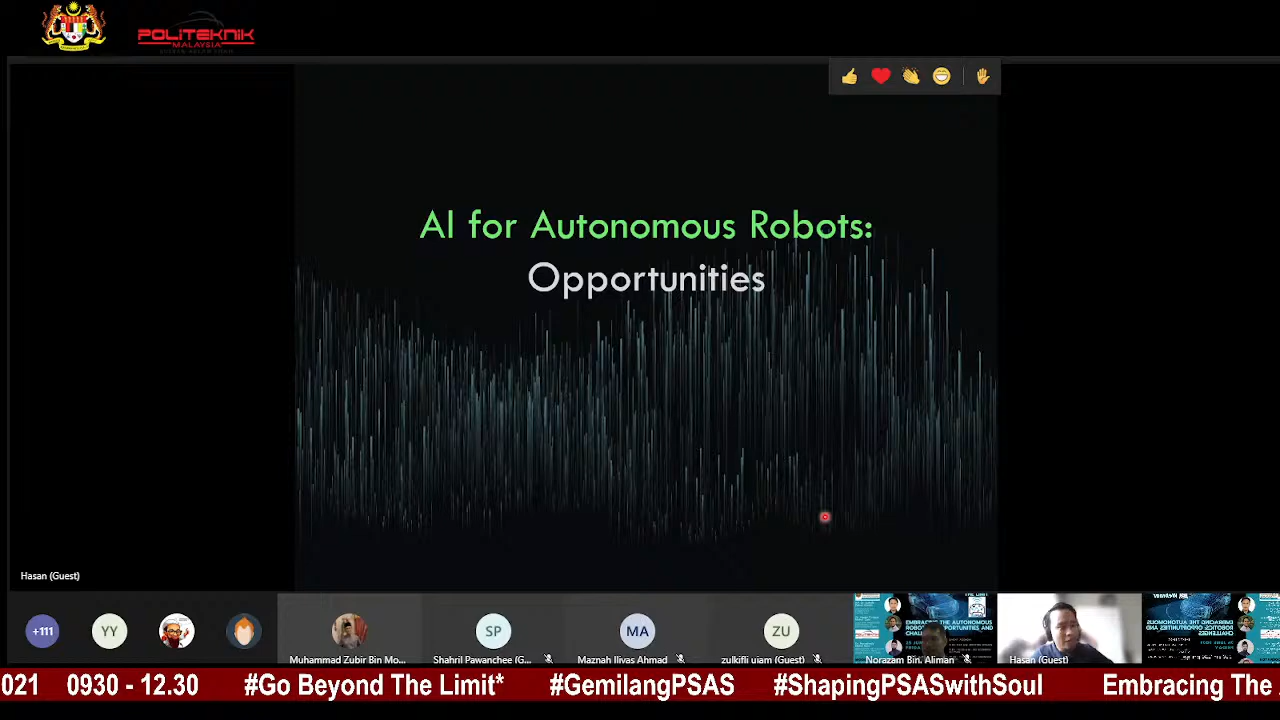 POLITEKNIK
MALAYSIA
AI for Autonomous Robots:
Opportunities
Hasan (Guest)
+111
YY
SP
MA
ZU
Muhammad Zubir Bin Mo...
Shahril Pawanchee (G...
Maznah Iliyas Ahmad
zulkifli ujam (Guest)
Norazam Bin. Aliman
Hasan (Guest)
021 0930 - 12.30 #Go Beyond The Limit* #GemilangPSAS #ShapingPSASwithSoul Embracing The